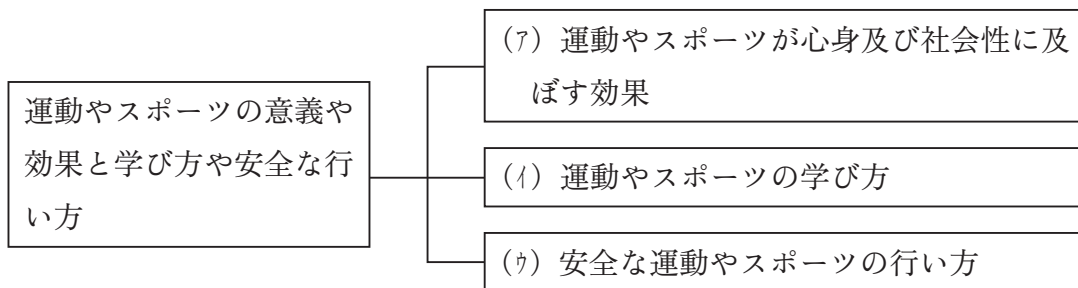 運動やスポーツの意義や
効果と学び方や安全な行
い方
(ｱ) 運動やスポーツが心身及び社会性に及
ぼす効果
(ｲ) 運動やスポーツの学び方
(ｳ) 安全な運動やスポーツの行い方